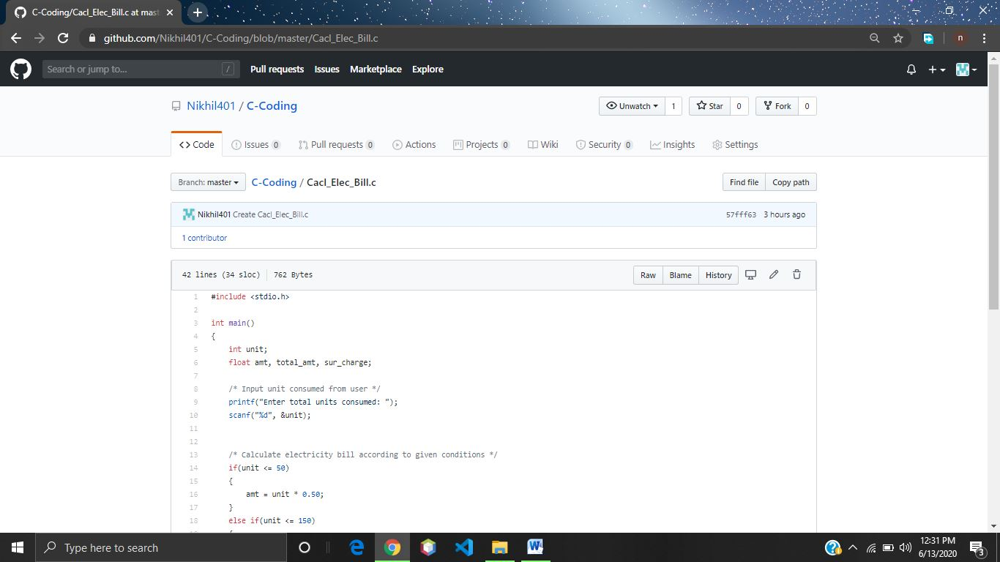 C-Coding/Cacl_Elec_Bill.c at mast
github.com/Nikhil401/C-Coding/blob/master/Cacl_Elec_Bill.c
n
Search or jump to... /
Pull requests Issues Marketplace Explore
Nikhil401 / C-Coding
Unwatch 1 Star 0 Fork 0
<> Code Issues 0 Pull requests 0 Actions Projects 0 Wiki Security 0 Insights Settings
Branch: master C-Coding / Cacl_Elec_Bill.c Find file Copy path
Nikhil401 Create Cacl_Elec_Bill.c 57fff63 3 hours ago
1 contributor
42 lines (34 sloc) 762 Bytes Raw Blame History
1 #include <stdio.h>
2
3 int main()
4 {
5 int unit;
6 float amt, total_amt, sur_charge;
7
8 /* Input unit consumed from user */
9 printf("Enter total units consumed: ");
10 scanf("%d", &unit);
11
12
13 /* Calculate electricity bill according to given conditions */
14 if(unit <= 50)
15 {
16 amt = unit * 0.50;
17 }
18 else if(unit <= 150)
Type here to search
12:31 PM
6/13/2020
3